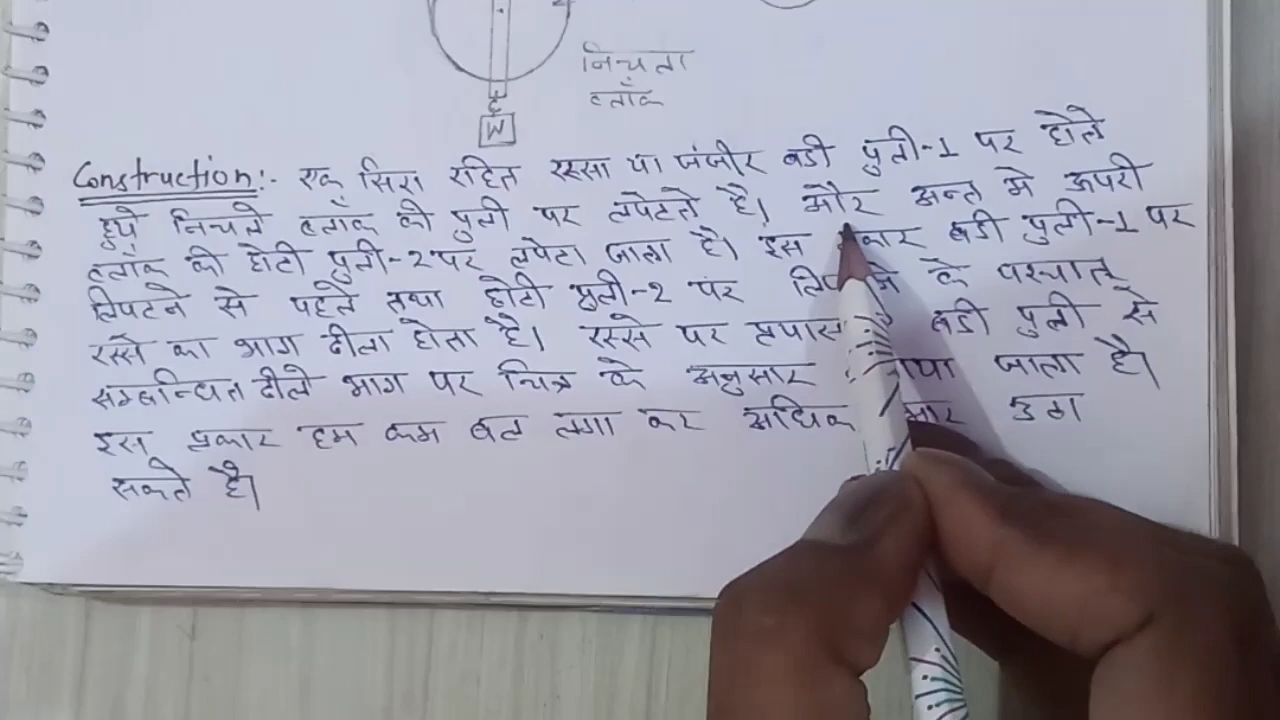 निचला
ब्लॉक
W
Construction:- एक सिरा रहित रस्सा या जंजीर बडी पुली-1 पर होते
हुये निचले ब्लॉक की पुली पर लपेटते है। और अन्त मे ऊपरी
ब्लॉक की छोटी पुली-2 पर लपेटा जाता है। इस बडी पुली-1 पर
लिपटने से पहले तथा छोटी पुली-2 पर के पश्चात्
रस्से का भाग ढीला होता है। रस्से पर प्रयास बडी पुली से
सम्बन्धित ढीले भाग पर चित्र के अनुसार जाता है।
इस प्रकार हम कम बल लगा कर अधिक भार उठा
सकते है।